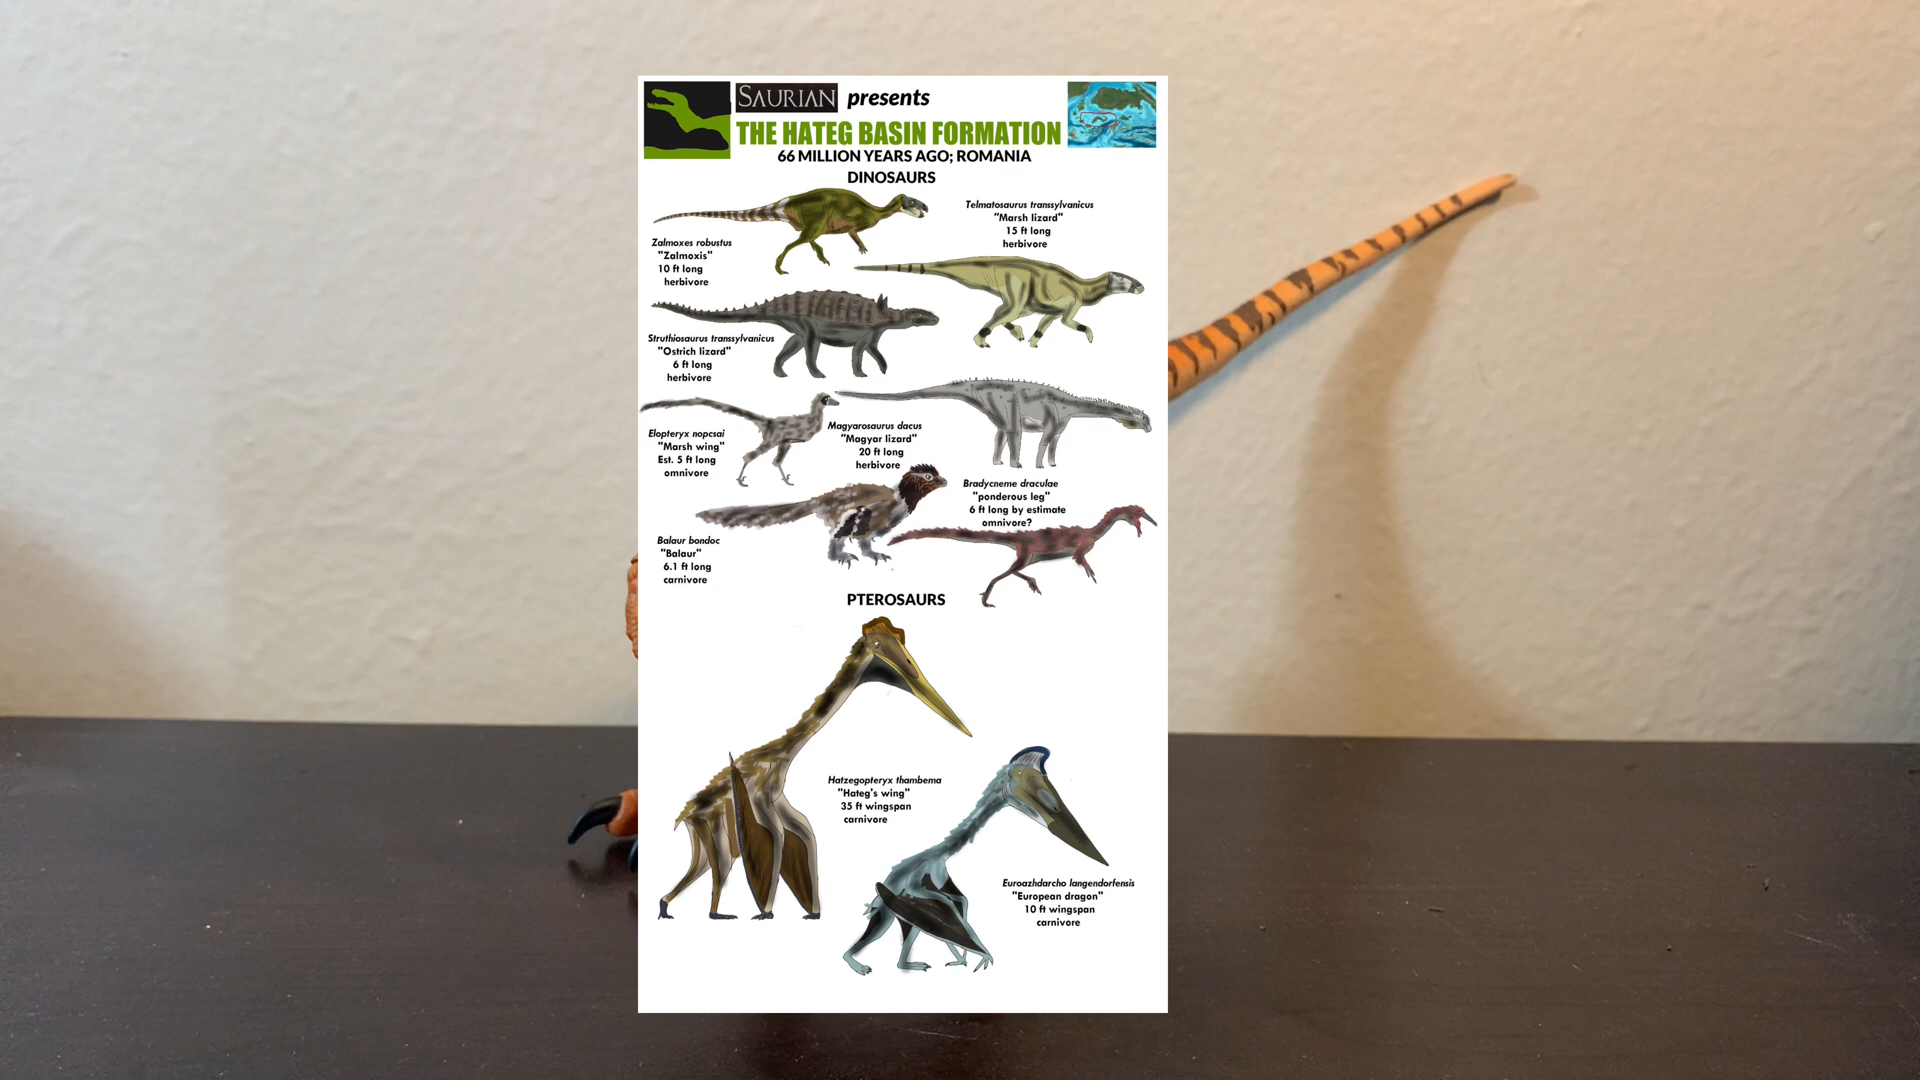 SAURIAN presents
THE HATEG BASIN FORMATION
66 MILLION YEARS AGO; ROMANIA
DINOSAURS
Zalmoxes robustus
"Zalmoxis"
10 ft long
herbivore
Telmatosaurus transsylvanicus
"Marsh lizard"
15 ft long
herbivore
Struthiosaurus transsylvanicus
"Ostrich lizard"
6 ft long
herbivore
Elopteryx nopcsai
"Marsh wing"
Est. 5 ft long
omnivore
Magyarosaurus dacus
"Magyar lizard"
20 ft long
herbivore
Bradycneme draculae
"ponderous leg"
6 ft long by estimate
omnivore?
Balaur bondoc
"Balaur"
6.1 ft long
carnivore
PTEROSAURS
Hatzegopteryx thambema
"Hateg's wing"
35 ft wingspan
carnivore
Euroazhdarcho langendorfensis
"European dragon"
10 ft wingspan
carnivore